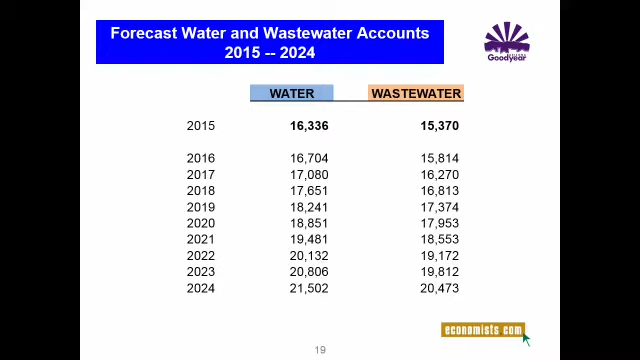 Forecast Water and Wastewater Accounts
2015 -- 2024
Goodyear
WATER WASTEWATER
2015 16,336 15,370
2016 16,704 15,814
2017 17,080 16,270
2018 17,651 16,813
2019 18,241 17,374
2020 18,851 17,953
2021 19,481 18,553
2022 20,132 19,172
2023 20,806 19,812
2024 21,502 20,473
economists.com
19